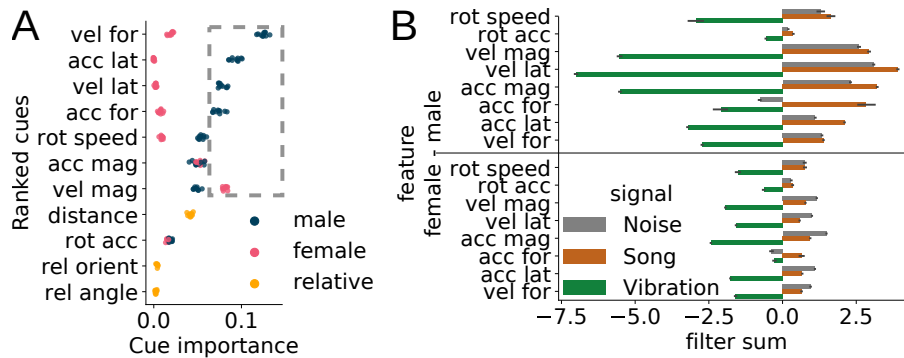 A
Ranked cues
vel for
acc lat
vel lat
acc for
rot speed
acc mag
vel mag
distance
rot acc
rel orient
rel angle
male
female
relative
0.0
0.1
Cue importance
B
feature
male
rot speed
rot acc
vel mag
vel lat
acc mag
acc for
acc lat
vel for
female
rot speed
rot acc
vel mag
vel lat
acc mag
acc for
acc lat
vel for
signal
Noise
Song
Vibration
−7.5
−5.0
−2.5
0.0
2.5
filter sum